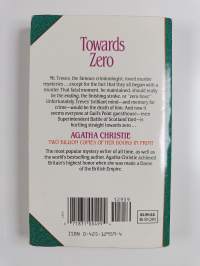 Towards
Zero
Mr. Treves, the famous criminologist, loved murder
mysteries... except for the fact that they all began with a
murder. That fatal moment, he maintained, should really
be the ending, the finishing stroke, or "zero hour."
Unfortunately, Treves' brilliant mind—and memory for
crime—would be the death of him. And now it
seems everyone at Gull's Point guesthouse—even
Superintendent Battle of Scotland Yard—is
hurtling straight towards zero...
AGATHA CHRISTIE
TWO BILLION COPIES OF HER BOOKS IN PRINT!
The most popular mystery writer of all time, as well as
the world's bestselling author, Agatha Christie achieved
Britain's highest honor when she was made a Dame
of the British Empire.
ISBN 0-425-12959-6